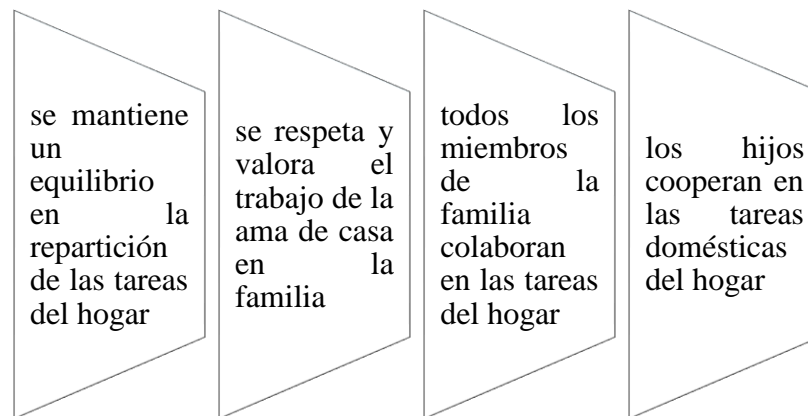 se mantiene
un
equilibrio
en la
repartición
de las tareas
del hogar
se respeta y
valora el
trabajo de la
ama de casa
en la
familia
todos los
miembros
de la
familia
colaboran
en las tareas
del hogar
los hijos
cooperan en
las tareas
domésticas
del hogar